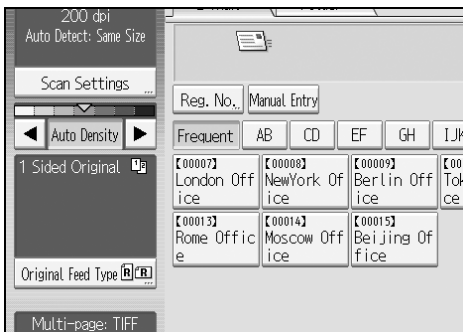 200 dpi
Auto Detect: Same Size
Scan Settings
Auto Density
1 Sided Original
Original Feed Type
Multi-page: TIFF
Reg. No.
Manual Entry
Frequent AB CD EF GH IJK
[00007] [00008] [00009] [00
London Off NewYork Of Berlin Off Tok
ice ice ice ce
[00013] [00014] [00015]
Rome Offic Moscow Off Beijing Of
e ice fice